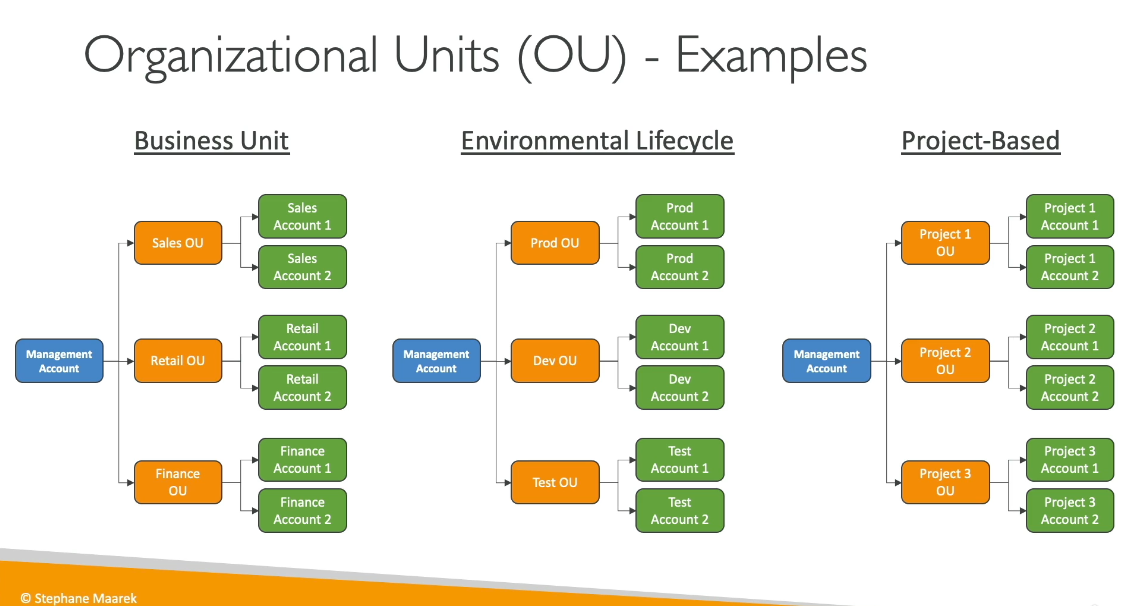 Organizational Units (OU) - Examples
Business Unit
Environmental Lifecycle
Project-Based
Management
Account
Sales OU
Sales
Account 1
Sales
Account 2
Retail OU
Retail
Account 1
Retail
Account 2
Finance
OU
Finance
Account 1
Finance
Account 2
Management
Account
Prod OU
Prod
Account 1
Prod
Account 2
Dev OU
Dev
Account 1
Dev
Account 2
Test OU
Test
Account 1
Test
Account 2
Management
Account
Project 1
OU
Project 1
Account 1
Project 1
Account 2
Project 2
OU
Project 2
Account 1
Project 2
Account 2
Project 3
OU
Project 3
Account 1
Project 3
Account 2
© Stephane Maarek